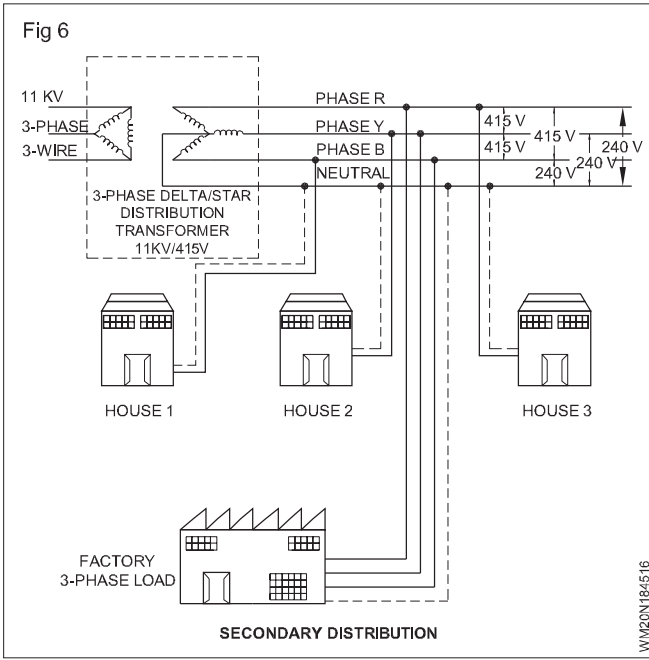 Fig 6
11 KV
3-PHASE
3-WIRE
PHASE R
PHASE Y
PHASE B
NEUTRAL
415 V
415 V
415 V
240 V
240 V
240 V
3-PHASE DELTA/STAR
DISTRIBUTION
TRANSFORMER
11KV/415V
HOUSE 1
HOUSE 2
HOUSE 3
FACTORY
3-PHASE LOAD
SECONDARY DISTRIBUTION
WM20N184516